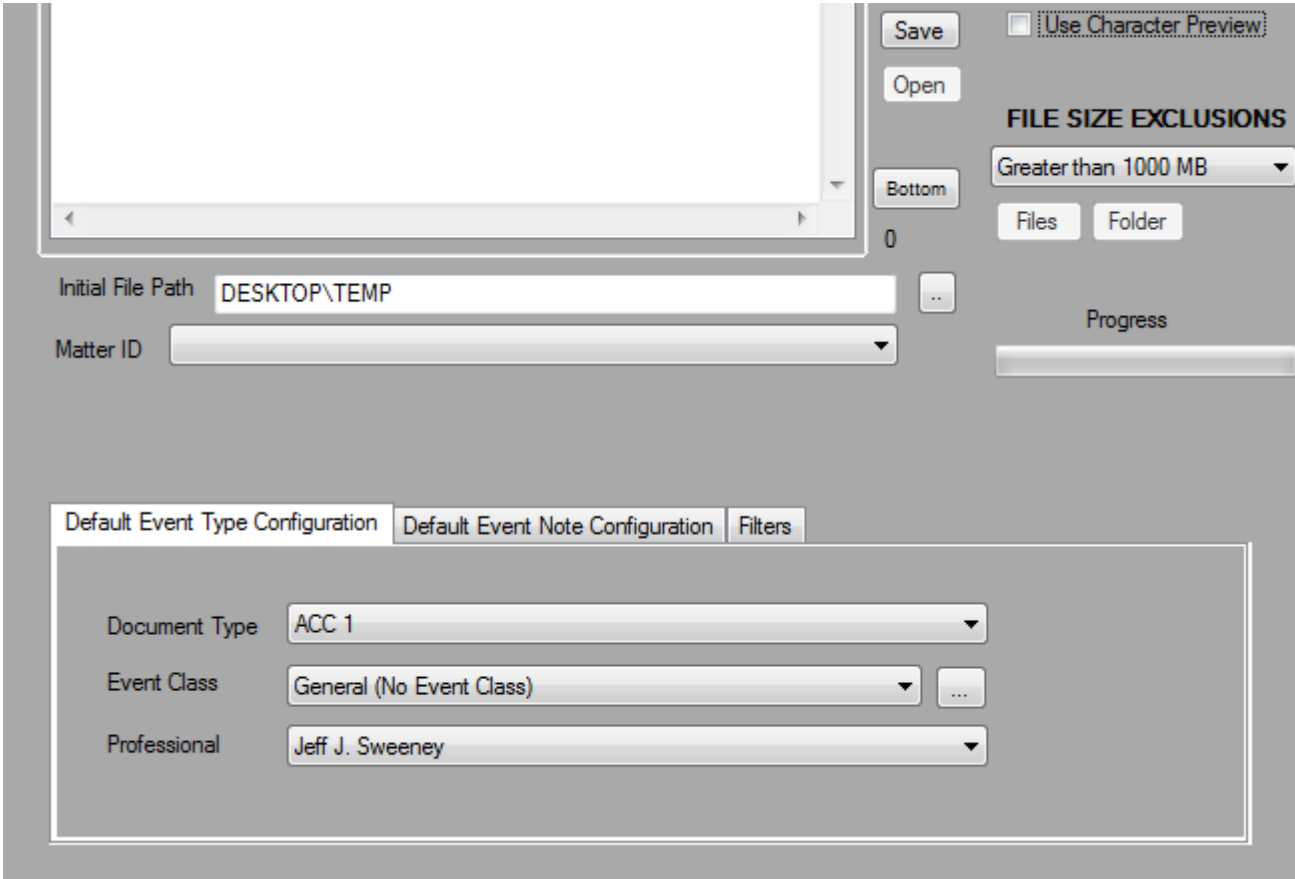 Save
Use Character Preview
Open
FILE SIZE EXCLUSIONS
Greater than 1000 MB
Bottom
Files Folder
0
Initial File Path DESKTOP\TEMP ..
Progress
Matter ID
Default Event Type Configuration Default Event Note Configuration Filters
Document Type ACC 1
Event Class General (No Event Class) ...
Professional Jeff J. Sweeney